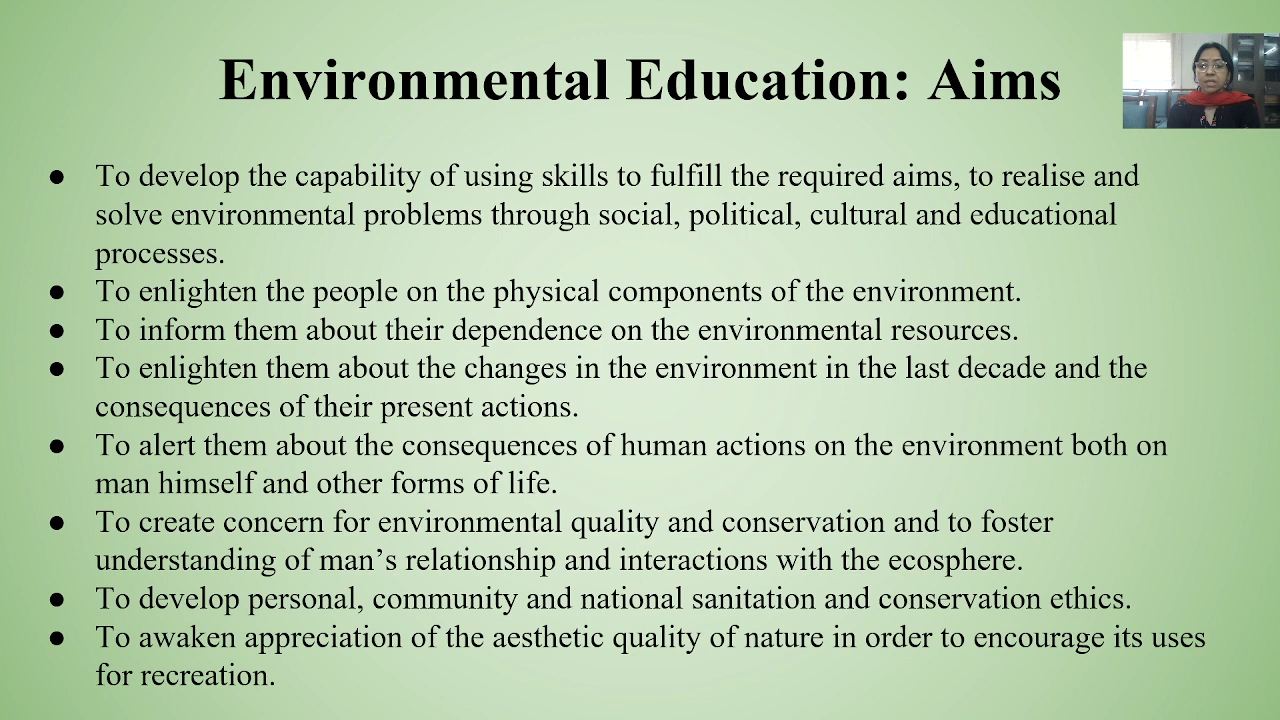 Environmental Education: Aims
● To develop the capability of using skills to fulfill the required aims, to realise and
solve environmental problems through social, political, cultural and educational
processes.
● To enlighten the people on the physical components of the environment.
● To inform them about their dependence on the environmental resources.
● To enlighten them about the changes in the environment in the last decade and the
consequences of their present actions.
● To alert them about the consequences of human actions on the environment both on
man himself and other forms of life.
● To create concern for environmental quality and conservation and to foster
understanding of man’s relationship and interactions with the ecosphere.
● To develop personal, community and national sanitation and conservation ethics.
● To awaken appreciation of the aesthetic quality of nature in order to encourage its uses
for recreation.